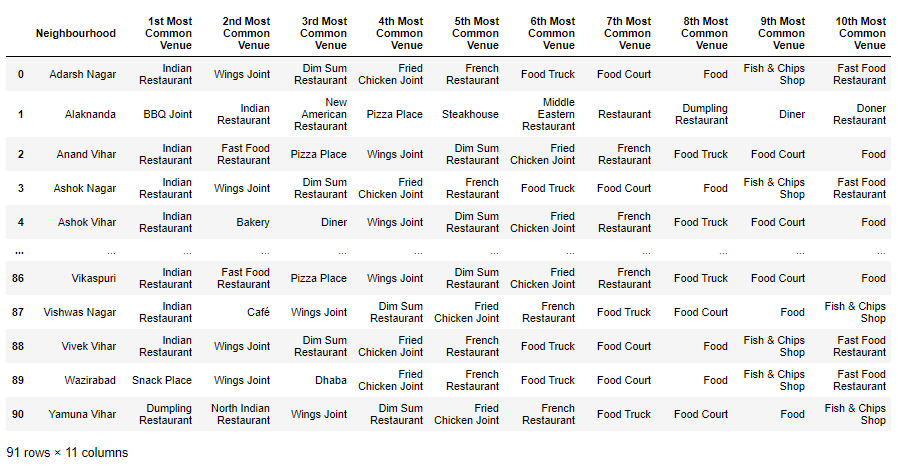 Neighbourhood 1st Most Common Venue 2nd Most Common Venue 3rd Most Common Venue 4th Most Common Venue 5th Most Common Venue 6th Most Common Venue 7th Most Common Venue 8th Most Common Venue 9th Most Common Venue 10th Most Common Venue
0 Adarsh Nagar Indian Restaurant Wings Joint Dim Sum Restaurant Fried Chicken Joint French Restaurant Food Truck Food Court Food Fish & Chips Shop Fast Food Restaurant
1 Alaknanda BBQ Joint Indian Restaurant New American Restaurant Pizza Place Steakhouse Middle Eastern Restaurant Restaurant Dumpling Restaurant Diner Doner Restaurant
2 Anand Vihar Indian Restaurant Fast Food Restaurant Pizza Place Wings Joint Dim Sum Restaurant Fried Chicken Joint French Restaurant Food Truck Food Court Food
3 Ashok Nagar Indian Restaurant Wings Joint Dim Sum Restaurant Fried Chicken Joint French Restaurant Food Truck Food Court Food Fish & Chips Shop Fast Food Restaurant
4 Ashok Vihar Indian Restaurant Bakery Diner Wings Joint Dim Sum Restaurant Fried Chicken Joint French Restaurant Food Truck Food Court Food
... ... ... ... ... ... ... ... ... ... ... ...
86 Vikaspuri Indian Restaurant Fast Food Restaurant Pizza Place Wings Joint Dim Sum Restaurant Fried Chicken Joint French Restaurant Food Truck Food Court Food
87 Vishwas Nagar Indian Restaurant Café Wings Joint Dim Sum Restaurant Fried Chicken Joint French Restaurant Food Truck Food Court Food Fish & Chips Shop
88 Vivek Vihar Indian Restaurant Wings Joint Dim Sum Restaurant Fried Chicken Joint French Restaurant Food Truck Food Court Food Fish & Chips Shop Fast Food Restaurant
89 Wazirabad Snack Place Wings Joint Dhaba Fried Chicken Joint French Restaurant Food Truck Food Court Food Fish & Chips Shop Fast Food Restaurant
90 Yamuna Vihar Dumpling Restaurant North Indian Restaurant Wings Joint Dim Sum Restaurant Fried Chicken Joint French Restaurant Food Truck Food Court Food Fish & Chips Shop
91 rows × 11 columns